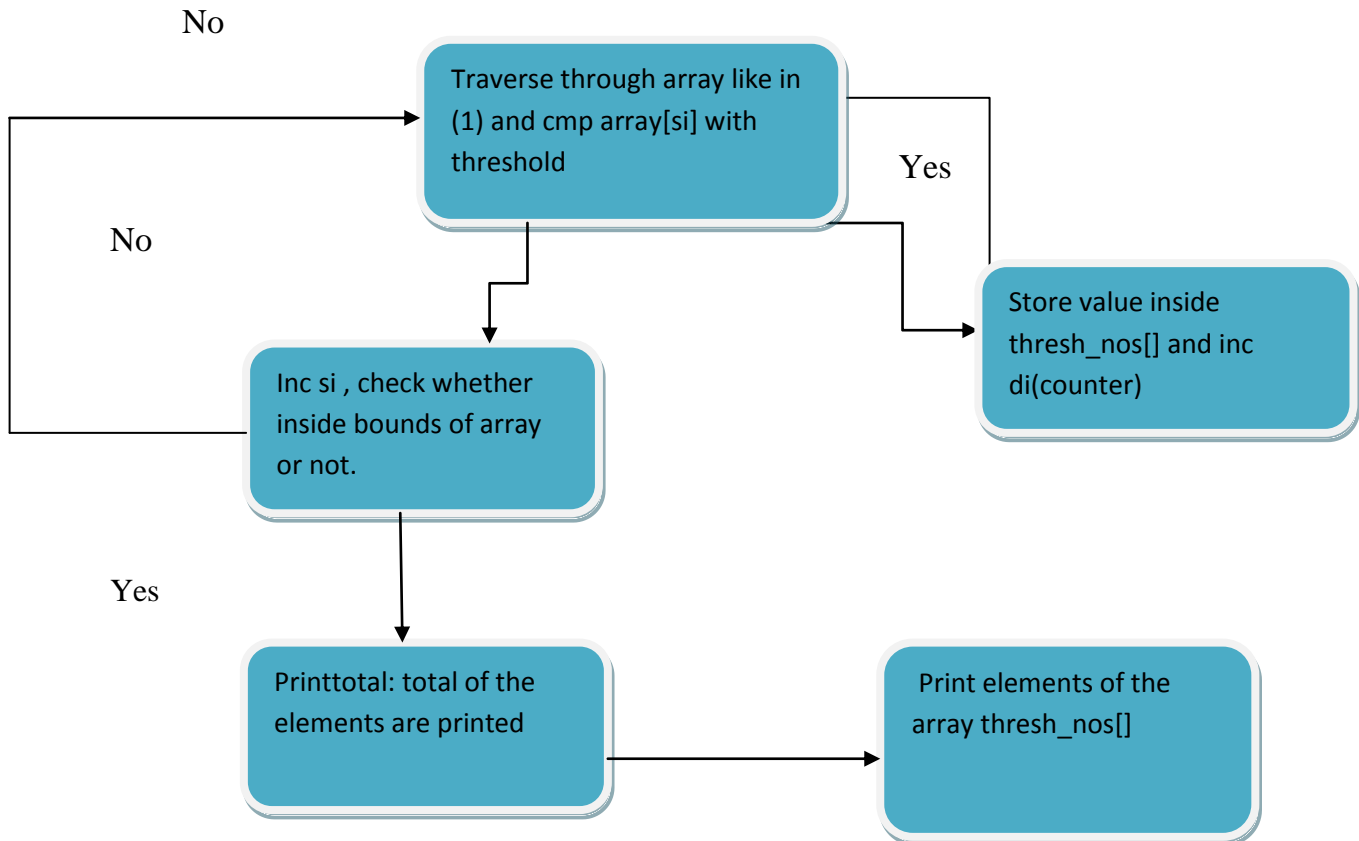 No
Traverse through array like in
(1) and cmp array[si] with
threshold
Yes
No
Store value inside
thresh_nos[] and inc
di(counter)
Inc si , check whether
inside bounds of array
or not.
Yes
Printtotal: total of the
elements are printed
Print elements of the
array thresh_nos[]